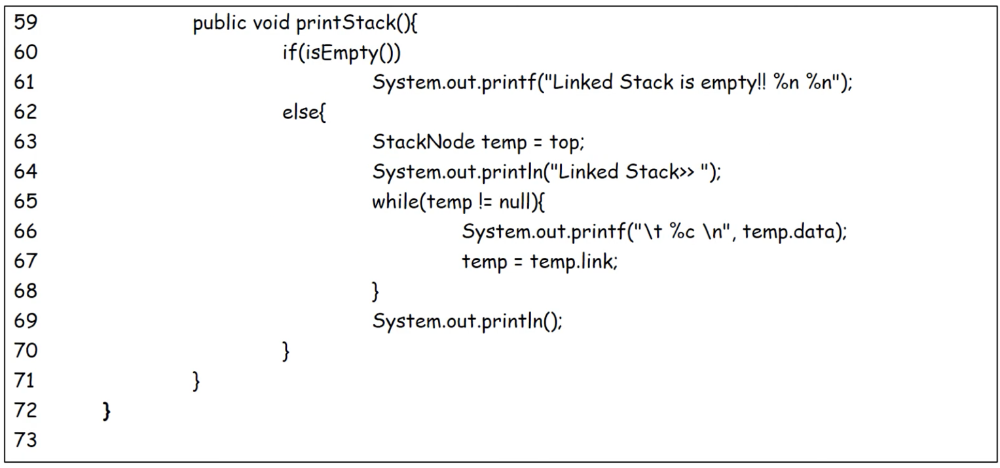 59 public void printStack(){
60 if(isEmpty())
61 System.out.printf("Linked Stack is empty!! %n %n");
62 else{
63 StackNode temp = top;
64 System.out.println("Linked Stack>> ");
65 while(temp != null){
66 System.out.printf("\t %c \n", temp.data);
67 temp = temp.link;
68 }
69 System.out.println();
70 }
71 }
72 }
73